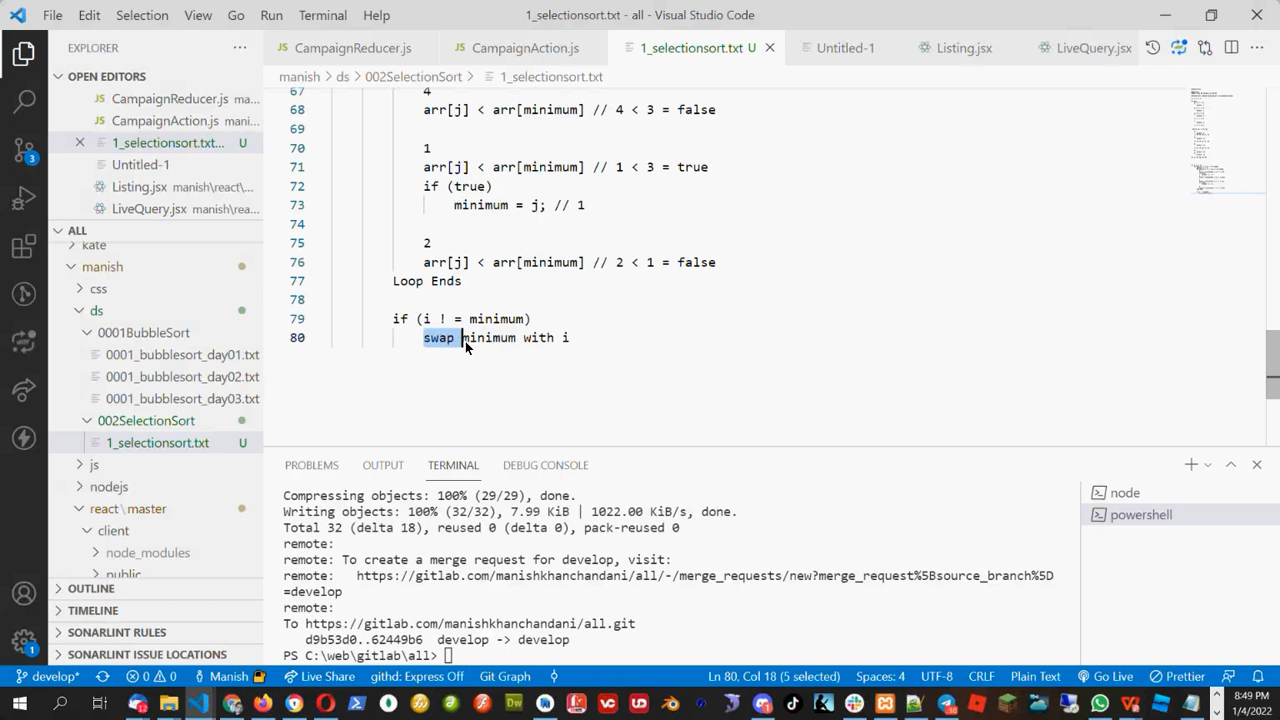 File Edit Selection View Go Run Terminal Help 1_selectionsort.txt - all - Visual Studio Code
EXPLORER
OPEN EDITORS
CampaignReducer.js ma...
CampaignAction.js mani...
1_selectionsort.txt... U
Untitled-1
Listing.jsx manish\react\...
LiveQuery.jsx manish\rea...
ALL
kate
manish
css
ds
0001BubbleSort
0001_bubblesort_day01.txt
0001_bubblesort_day02.txt
0001_bubblesort_day03.txt
002SelectionSort
1_selectionsort.txt U
js
nodejs
react\master
client
node_modules
public
OUTLINE
TIMELINE
SONARLINT RULES
SONARLINT ISSUE LOCATIONS
3
1
CampaignReducer.js CampaignAction.js 1_selectionsort.txt U Untitled-1 Listing.jsx LiveQuery.jsx
manish > ds > 002SelectionSort > 1_selectionsort.txt
67 4
68 arr[j] < arr[minimum] // 4 < 3 = false
69
70 1
71 arr[j] < arr[minimum] // 1 < 3 = true
72 if (true)
73 minimum = j; // 1
74
75 2
76 arr[j] < arr[minimum] // 2 < 1 = false
77 Loop Ends
78
79 if (i ! = minimum)
80 swap minimum with i
PROBLEMS OUTPUT TERMINAL DEBUG CONSOLE
Compressing objects: 100% (29/29), done.
Writing objects: 100% (32/32), 7.99 KiB | 1022.00 KiB/s, done.
Total 32 (delta 18), reused 0 (delta 0), pack-reused 0
remote:
remote: To create a merge request for develop, visit:
remote:   https://gitlab.com/manishkhanchandani/all/-/merge_requests/new?merge_request%5Bsource_branch%5D
=develop
remote:
To https://gitlab.com/manishkhanchandani/all.git
d9b53d0..62449b6  develop -> develop
PS C:\web\gitlab\all>
node
powershell
develop* 0 0 Manish Live Share githd: Express Off Git Graph Ln 80, Col 18 (5 selected) Spaces: 4 UTF-8 CRLF Plain Text Go Live Prettier
8:49 PM
1/4/2022